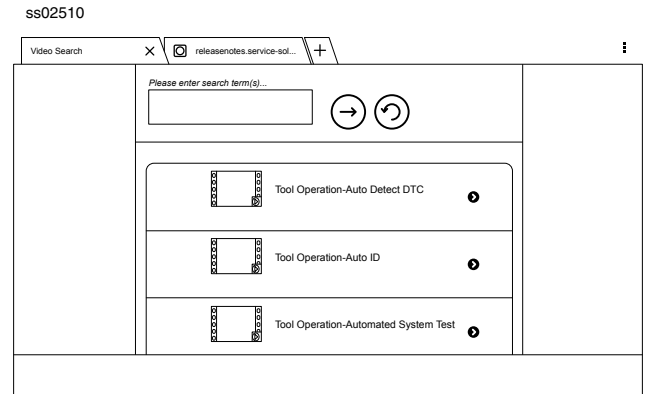 ss02510
Video Search
releasenotes.service-sol...
Please enter search term(s)...
Tool Operation-Auto Detect DTC
Tool Operation-Auto ID
Tool Operation-Automated System Test